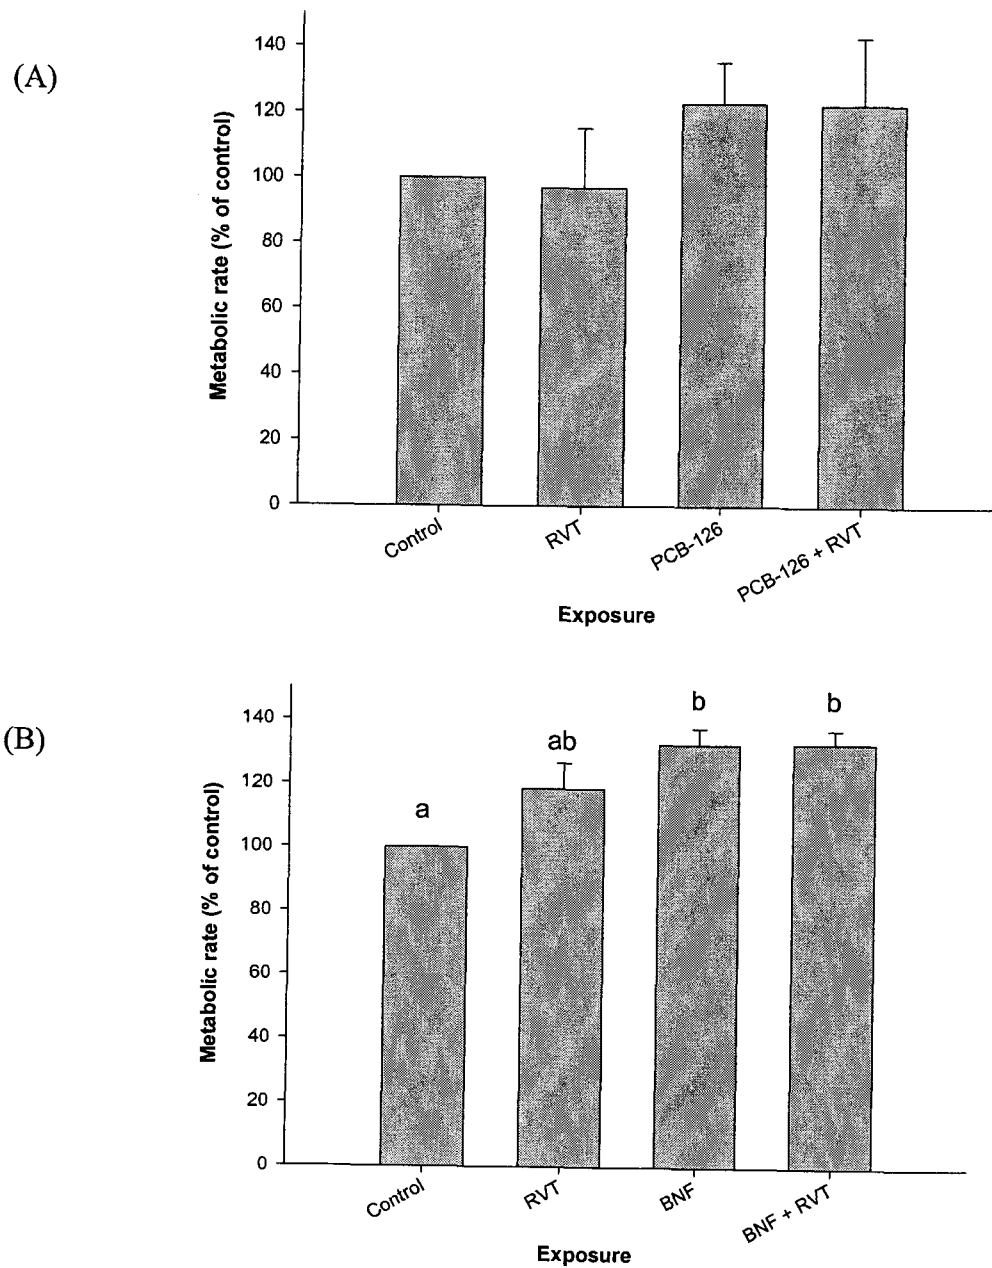 (A)
Metabolic rate (% of control)
140
120
100
80
60
40
20
0
Control
RVT
PCB-126
PCB-126 + RVT
Exposure
(B)
Metabolic rate (% of control)
140
120
100
80
60
40
20
0
a
ab
b
b
Control
RVT
BNF
BNF + RVT
Exposure